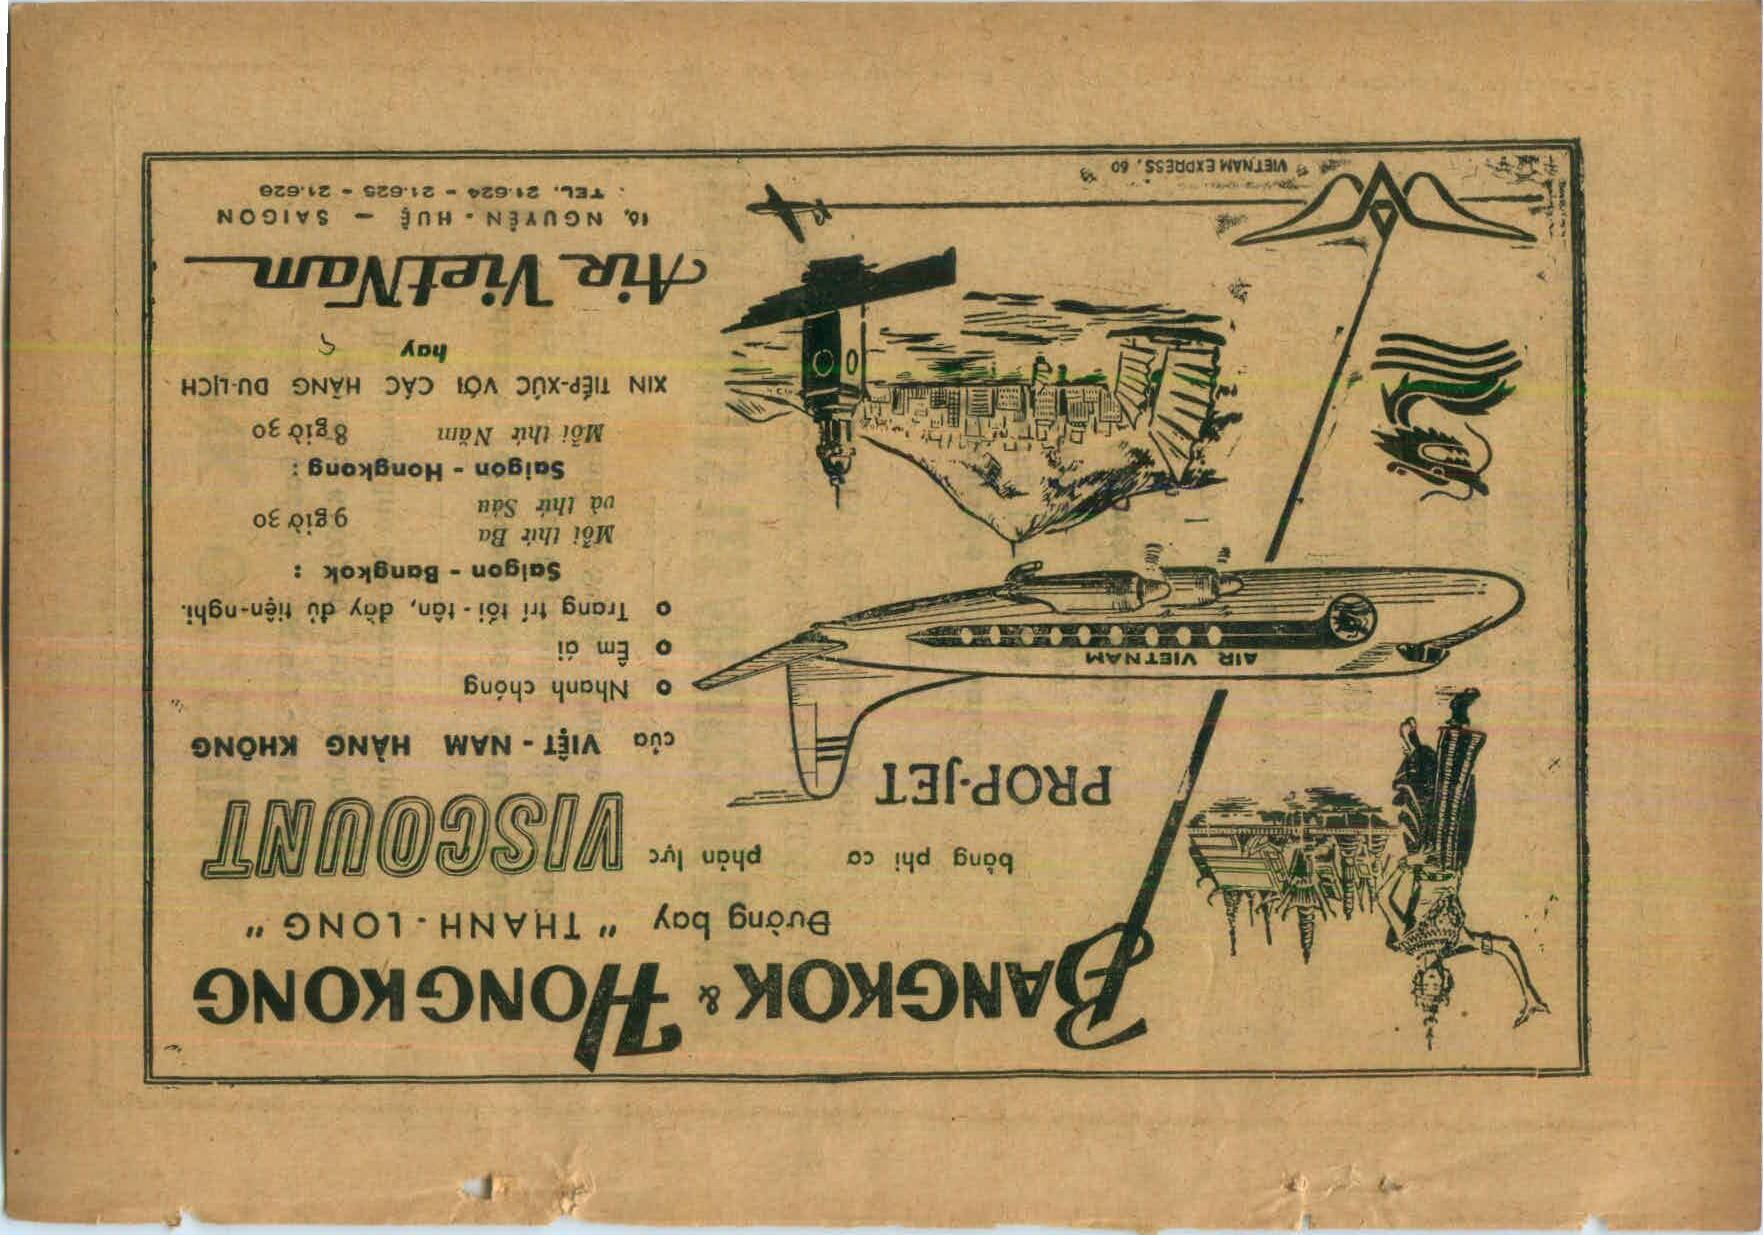 BANGKOK & HONGKONG
Đường bay " THANH-LONG "
bằng phi cơ phản lực VISCOUNT
PROP-JET
của VIỆT-NAM HÀNG KHÔNG
o Nhanh chóng
o Êm ái
o Trang trí tối-tân, đầy đủ tiện-nghi.
AIR VIETNAM
Saigon - Bangkok :
Mỗi thứ Ba
và thứ Sáu 9 giờ 30
Saigon - Hongkong :
Mỗi thứ Năm 8 giờ 30
XIN TIẾP-XÚC VỚI CÁC HÃNG DU-LỊCH
hay
Air VietNam
16, NGUYỄN-HUỆ - SAIGON
TEL. 21.624 - 21.625 - 21.626
VIETNAM EXPRESS, 60